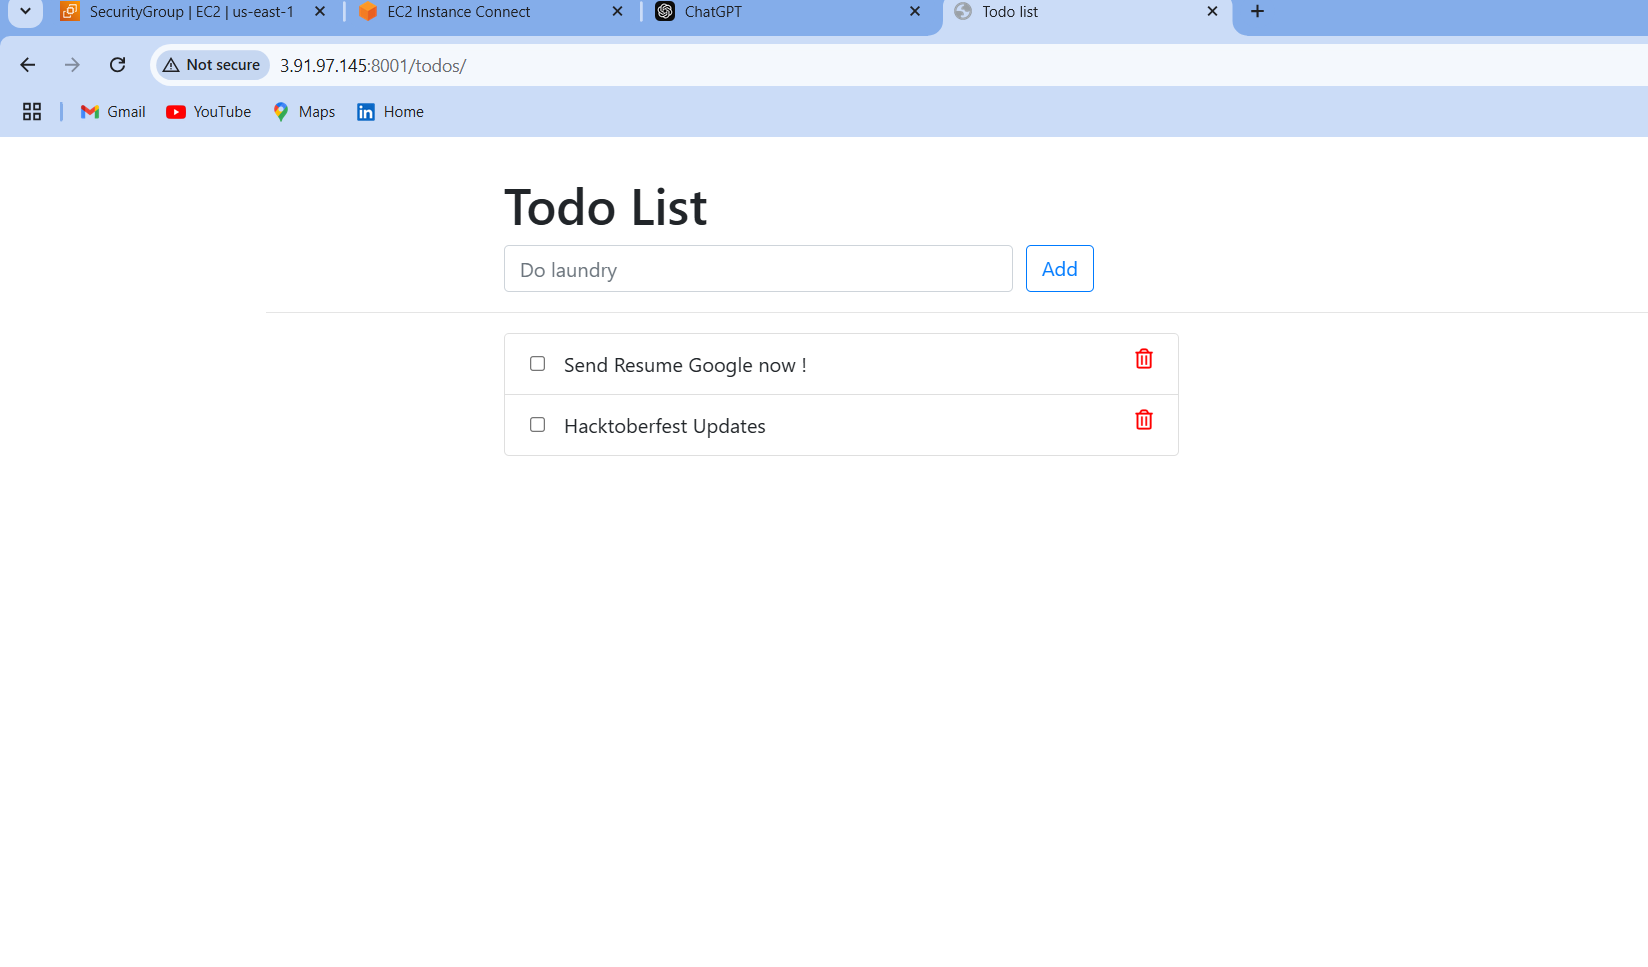 SecurityGroup | EC2 | us-east-1
EC2 Instance Connect
ChatGPT
Todo list
Not secure 3.91.97.145:8001/todos/
Gmail YouTube Maps Home
Todo List
Do laundry
Add
Send Resume Google now !
Hacktoberfest Updates